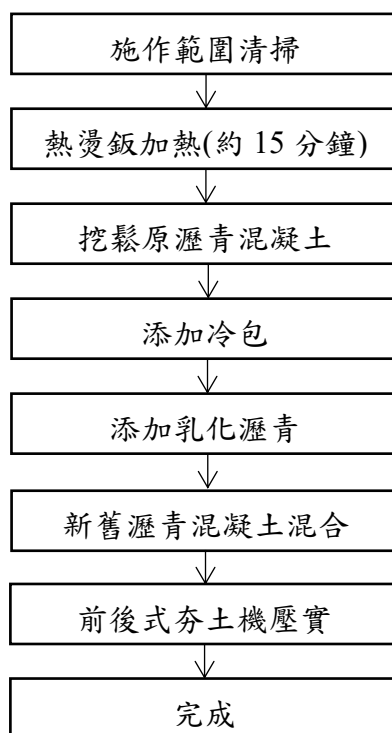 施作範圍清掃
熱燙鈑加熱(約 15 分鐘)
挖鬆原瀝青混凝土
添加冷包
添加乳化瀝青
新舊瀝青混凝土混合
前後式夯土機壓實
完成